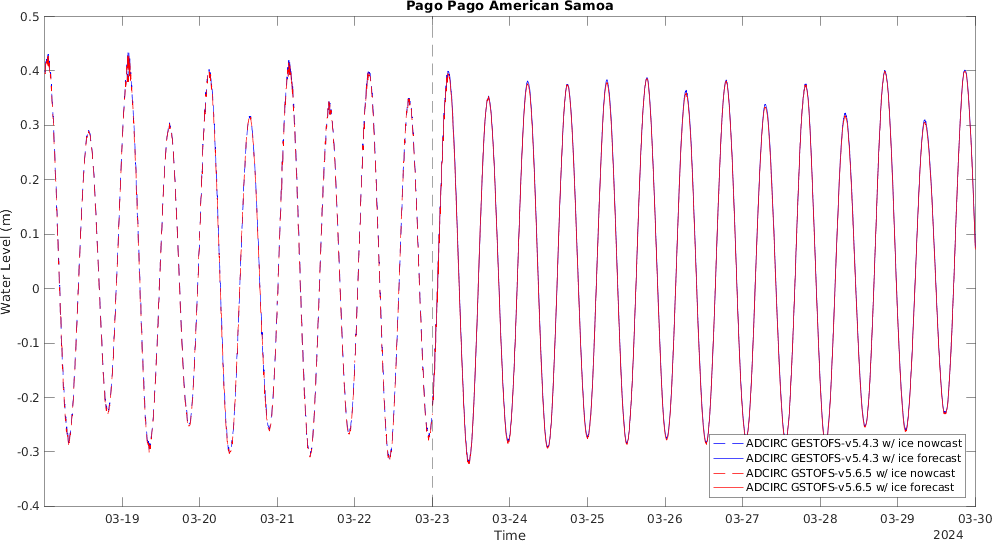 Pago Pago American Samoa
0.5
0.4
0.3
0.2
0.1
0
-0.1
-0.2
-0.3
-0.4
Water Level (m)
ADCIRC GESTOFS-v5.4.3 w/ ice nowcast
ADCIRC GESTOFS-v5.4.3 w/ ice forecast
ADCIRC GSTOFS-v5.6.5 w/ ice nowcast
ADCIRC GSTOFS-v5.6.5 w/ ice forecast
03-19 03-20 03-21 03-22 03-23 03-24 03-25 03-26 03-27 03-28 03-29 03-30
Time
2024